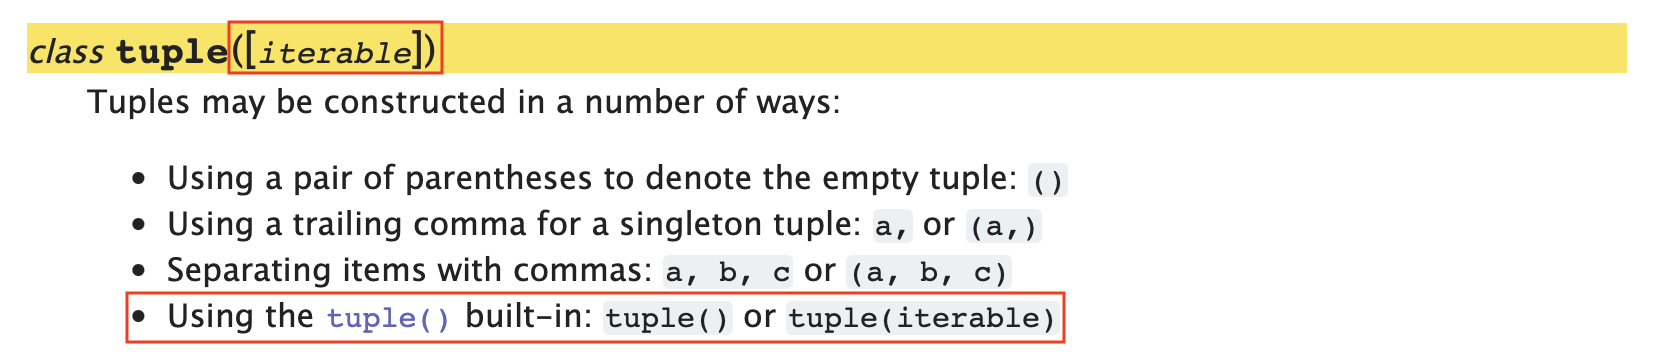 class tuple([iterable])
Tuples may be constructed in a number of ways:
• Using a pair of parentheses to denote the empty tuple: ()
• Using a trailing comma for a singleton tuple: a, or (a,)
• Separating items with commas: a, b, c or (a, b, c)
• Using the tuple() built-in: tuple() or tuple(iterable)